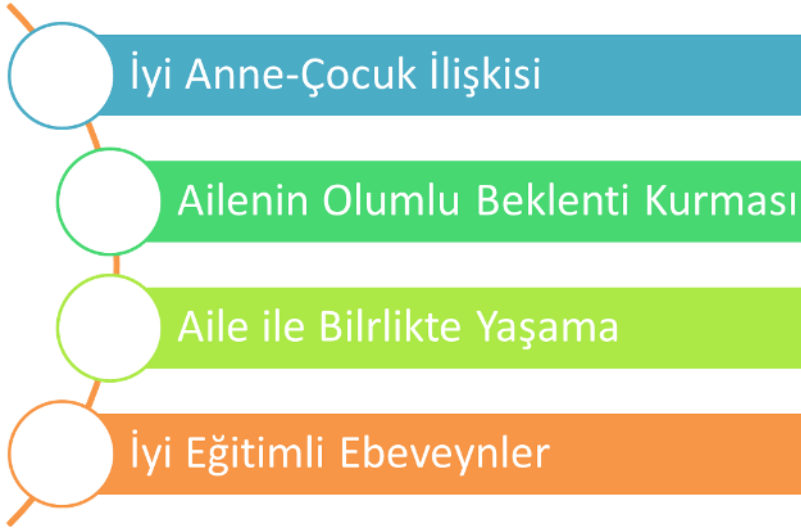 İyi Anne-Çocuk İlişkisi
Ailenin Olumlu Beklenti Kurması
Aile ile Bilrlikte Yaşama
İyi Eğitimli Ebeveynler